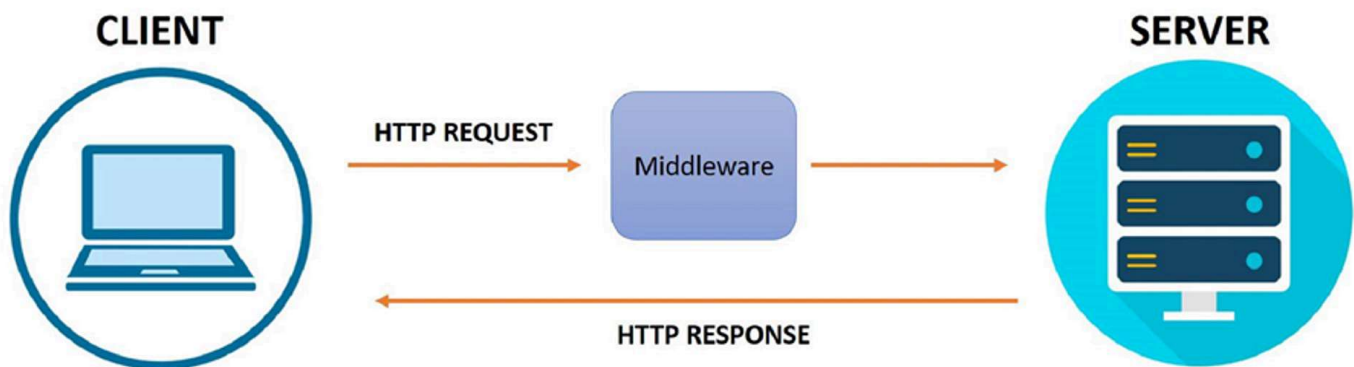 CLIENT
SERVER
HTTP REQUEST
Middleware
HTTP RESPONSE